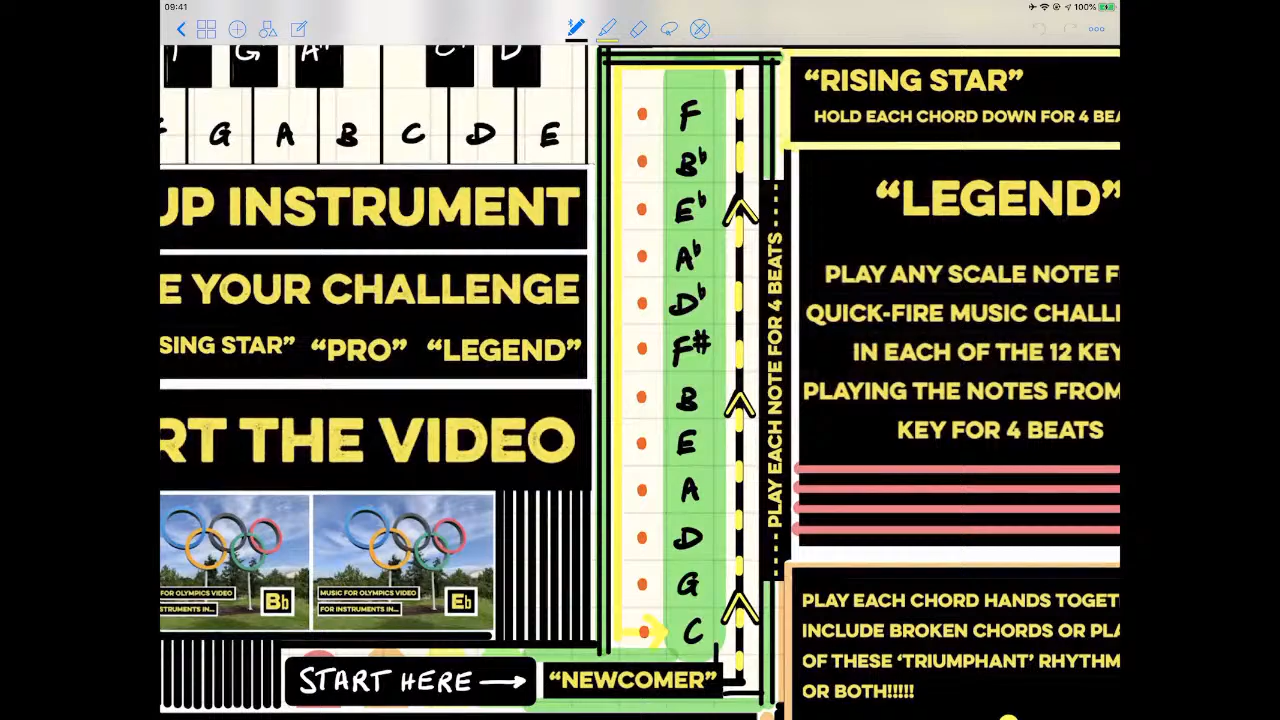 09:41
100%
G A B C D E
UP INSTRUMENT
E YOUR CHALLENGE
SING STAR” “PRO” “LEGEND”
RT THE VIDEO
FOR OLYMPICS VIDEO
STRUMENTS IN...
B♭
MUSIC FOR OLYMPICS VIDEO
FOR INSTRUMENTS IN...
E♭
START HERE → “NEWCOMER”
F
B♭
E♭
A♭
D♭
F#
B
E
A
D
G
C
---- PLAY EACH NOTE FOR 4 BEATS ----
“RISING STAR”
HOLD EACH CHORD DOWN FOR 4 BEA
“LEGEND”
PLAY ANY SCALE NOTE F
QUICK-FIRE MUSIC CHALL
IN EACH OF THE 12 KEY
PLAYING THE NOTES FROM
KEY FOR 4 BEATS
PLAY EACH CHORD HANDS TOGET
INCLUDE BROKEN CHORDS OR PLA
OF THESE ‘TRIUMPHANT’ RHYTHM
OR BOTH!!!!!